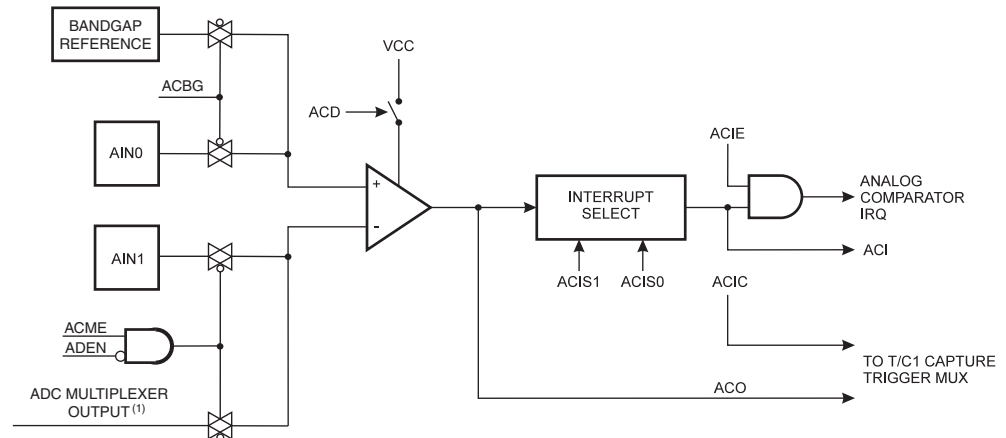 BANDGAP
REFERENCE
VCC
ACBG
ACD
AIN0
ACIE
+
-
INTERRUPT
SELECT
ANALOG
COMPARATOR
IRQ
AIN1
ACI
ACIS1 ACIS0 ACIC
ACME
ADEN
TO T/C1 CAPTURE
TRIGGER MUX
ADC MULTIPLEXER
OUTPUT (1)
ACO